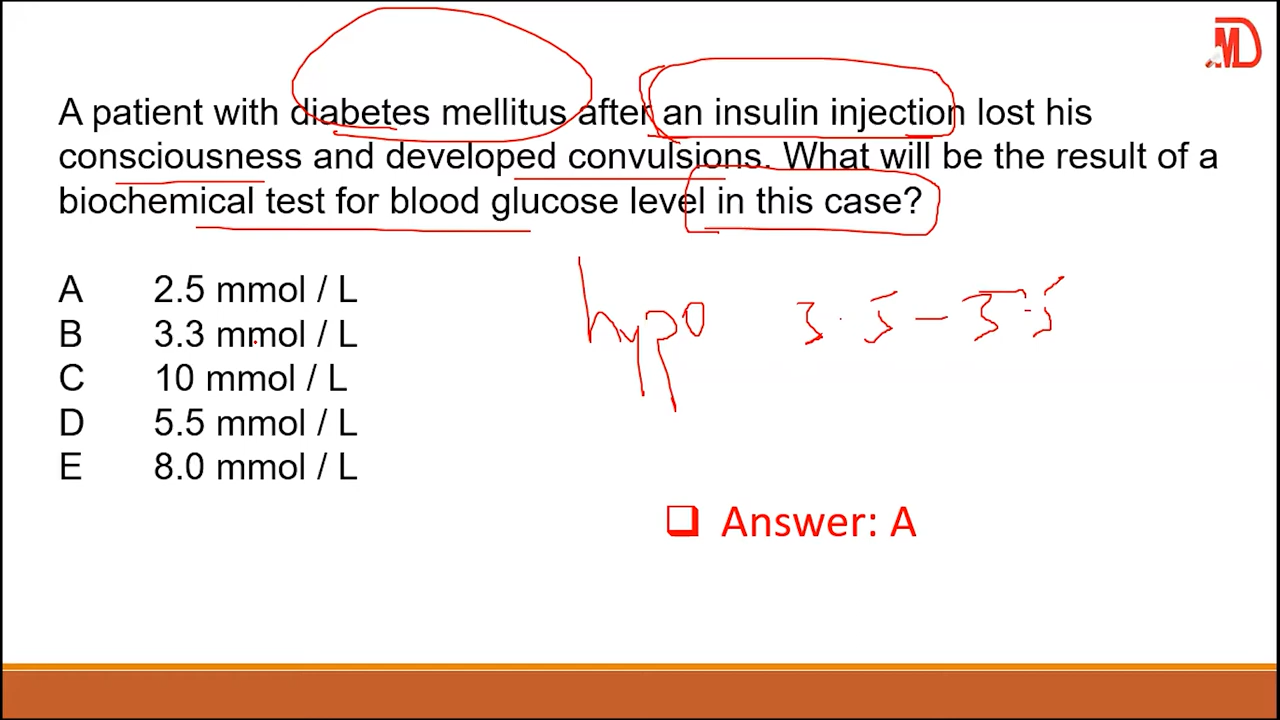 MD
A patient with diabetes mellitus after an insulin injection lost his
consciousness and developed convulsions. What will be the result of a
biochemical test for blood glucose level in this case?
A 2.5 mmol / L
B 3.3 mmol / L
C 10 mmol / L
D 5.5 mmol / L
E 8.0 mmol / L
hypo 3.5 – 5.5
Answer: A